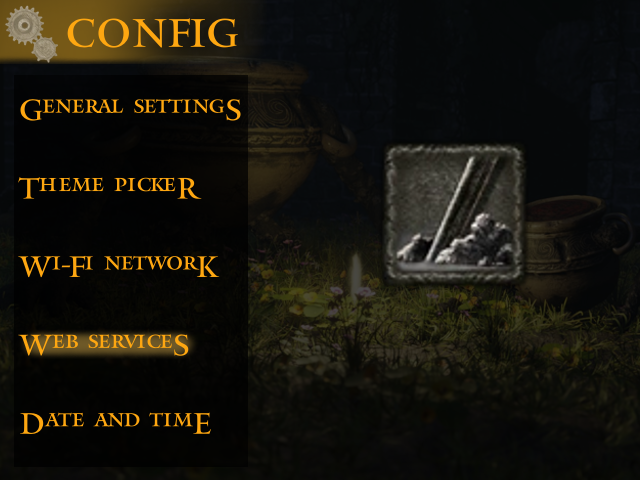 CONFIG
General settingS
Theme pickeR
Wi-Fi networK
Web serviceS
Date and timE